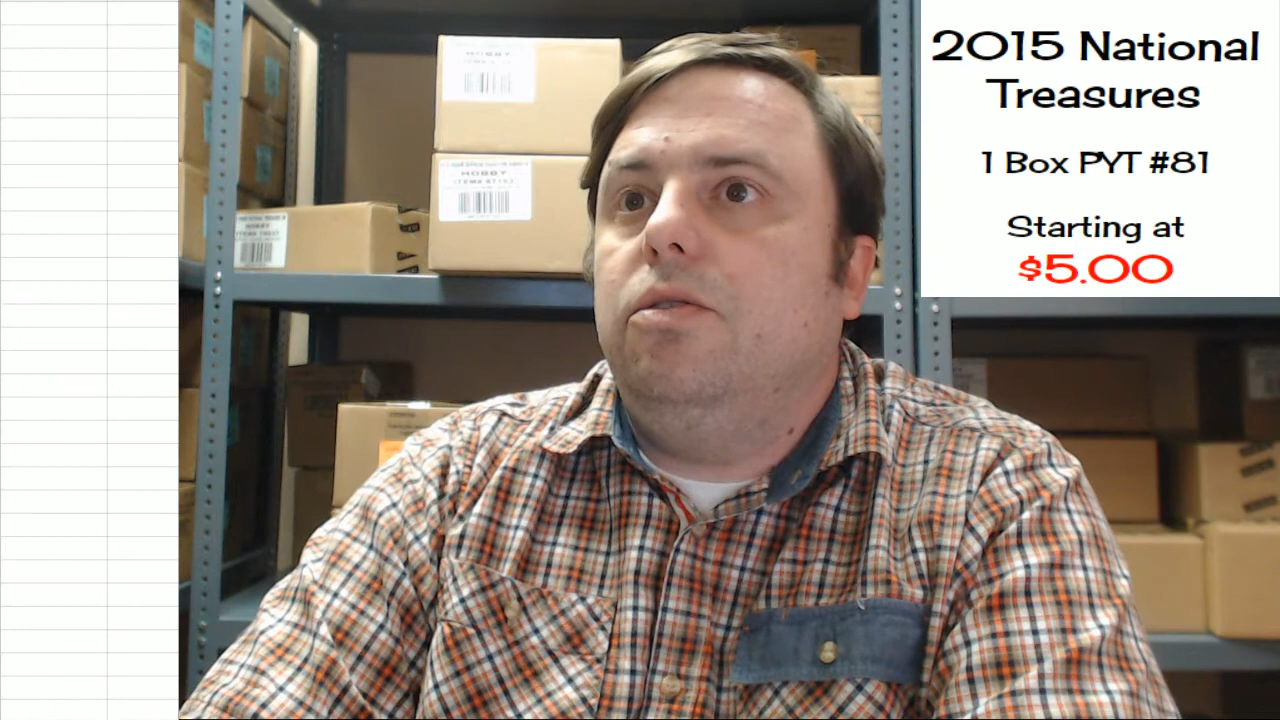 2015 National
Treasures
1 Box PYT #81
Starting at
$5.00
HOBBY
HOBBY
HOBBY